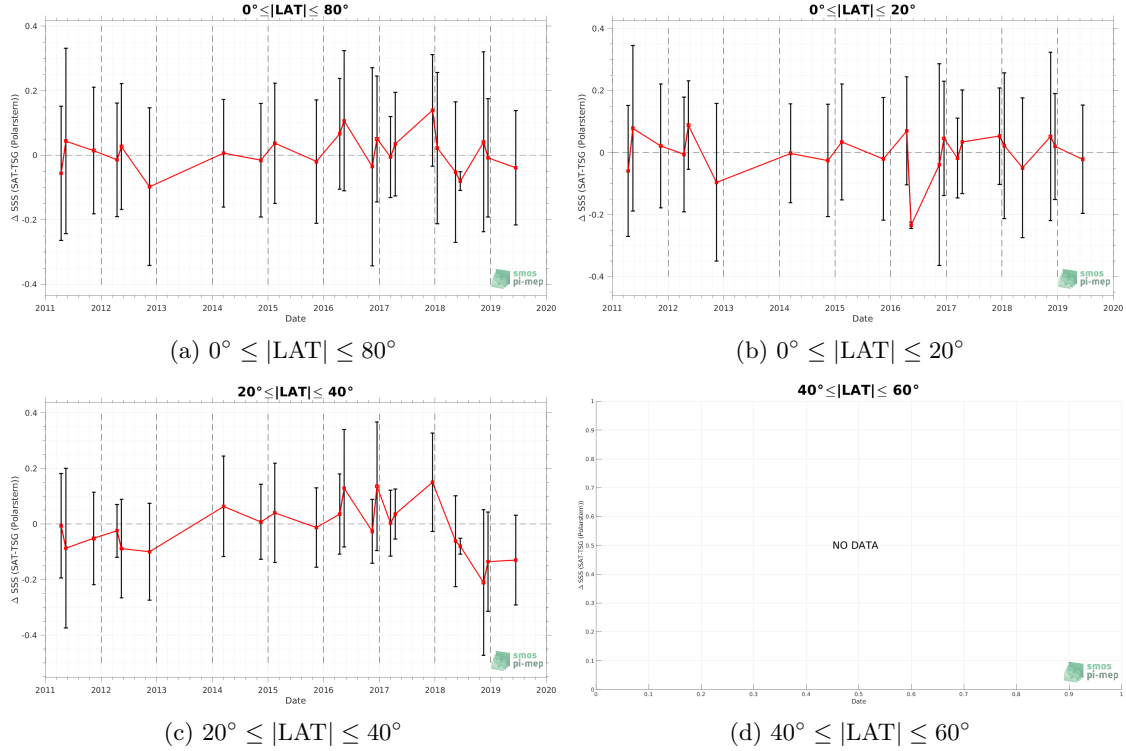 0°≤|LAT|≤ 80°
Δ SSS (SAT-TSG (Polarstern))
0.4
0.2
0
-0.2
-0.4
2011 2012 2013 2014 2015 2016 2017 2018 2019 2020
Date
smos
pi-mep
(a) 0° ≤ |LAT| ≤ 80°
0°≤|LAT|≤ 20°
Δ SSS (SAT-TSG (Polarstern))
0.4
0.2
0
-0.2
-0.4
2011 2012 2013 2014 2015 2016 2017 2018 2019 2020
Date
smos
pi-mep
(b) 0° ≤ |LAT| ≤ 20°
20°≤|LAT|≤ 40°
Δ SSS (SAT-TSG (Polarstern))
0.4
0.2
0
-0.2
-0.4
2011 2012 2013 2014 2015 2016 2017 2018 2019 2020
Date
smos
pi-mep
(c) 20° ≤ |LAT| ≤ 40°
40°≤|LAT|≤ 60°
Δ SSS (SAT-TSG (Polarstern))
1
0.9
0.8
0.7
0.6
0.5
0.4
0.3
0.2
0.1
0
NO DATA
0 0.1 0.2 0.3 0.4 0.5 0.6 0.7 0.8 0.9 1
Date
smos
pi-mep
(d) 40° ≤ |LAT| ≤ 60°